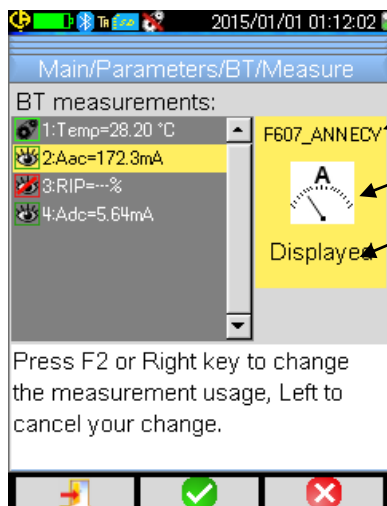 2015/01/01 01:12:02
Main/Parameters/BT/Measure
BT measurements:
1:Temp=28.20 °C
2:Aac=172.3mA
3:RIP=---%
4:Adc=5.64mA
F607_ANNECY
A
Displayed
Press F2 or Right key to change
the measurement usage, Left to
cancel your change.